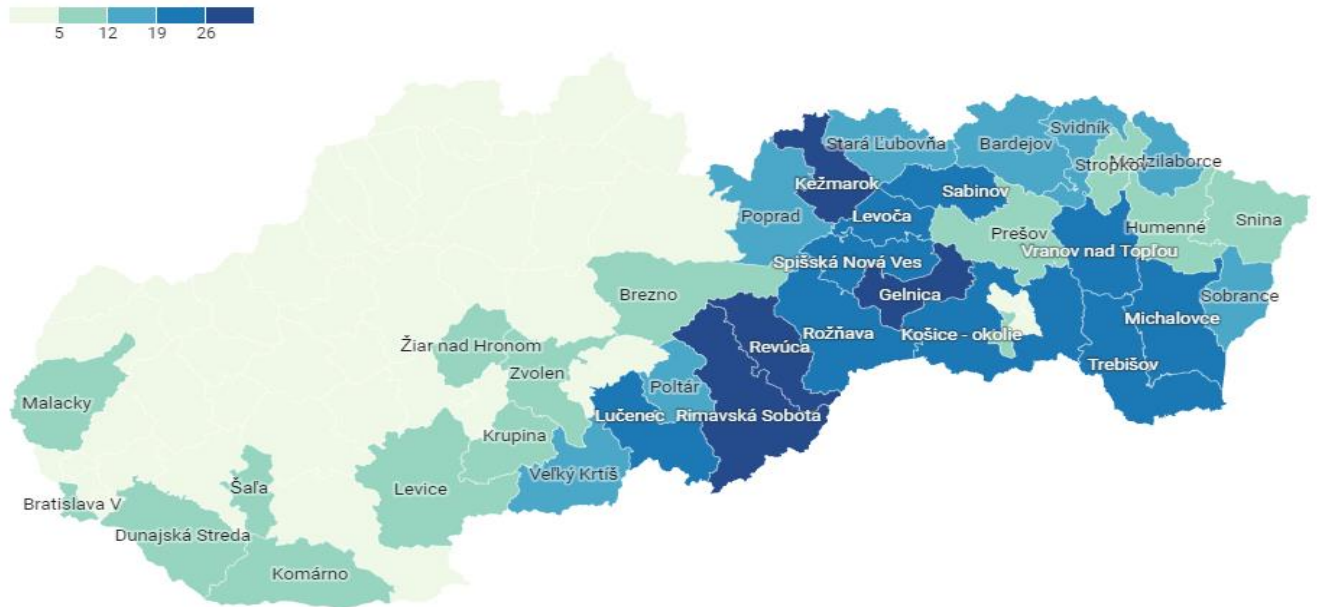 5 12 19 26
Svidník
Stará Ľubovňa
Bardejov
Medzilaborce
Stropkov
Kežmarok
Sabinov
Poprad
Levoča
Snina
Humenné
Prešov
Vranov nad Topľou
Spišská Nová Ves
Brezno
Gelnica
Sobrance
Michalovce
Rožňava
Košice - okolie
Žiar nad Hronom
Revúca
Trebišov
Zvolen
Poltár
Malacky
Lučenec
Rimavská Sobota
Krupina
Veľký Krtíš
Šaľa
Levice
Bratislava V
Dunajská Streda
Komárno